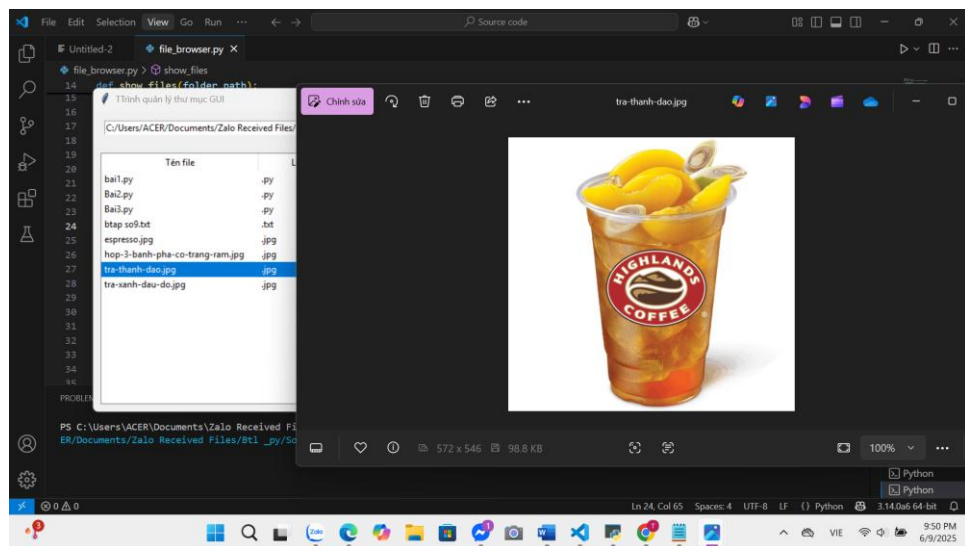 File Edit Selection View Go Run ··· Source code
Untitled-2 file_browser.py
file_browser.py > show_files
14 def show_files(folder_path):
15
16
17
18
19
20
21
22
23
24
25
26
27
28
29
30
31
32
33
34
35
TTrình quản lý thư mục GUI
C:/Users/ACER/Documents/Zalo Received Files/
Tên file L
bai1.py .py
Bai2.py .py
Bai3.py .py
btap so9.txt .txt
espresso.jpg .jpg
hop-3-banh-pha-co-trang-ram.jpg .jpg
tra-thanh-dao.jpg .jpg
tra-xanh-dau-do.jpg .jpg
Chỉnh sửa tra-thanh-dao.jpg
HIGHLANDS
COFFEE
572 x 546 98.8 KB 100%
PROBLEM
PS C:\Users\ACER\Documents\Zalo Received Fi
ER/Documents/Zalo Received Files/Btl _py/So
Python
Python
0 0 Ln 24, Col 65 Spaces: 4 UTF-8 LF {} Python 3.14.0a6 64-bit
Zalo VIE 9:50 PM
6/9/2025